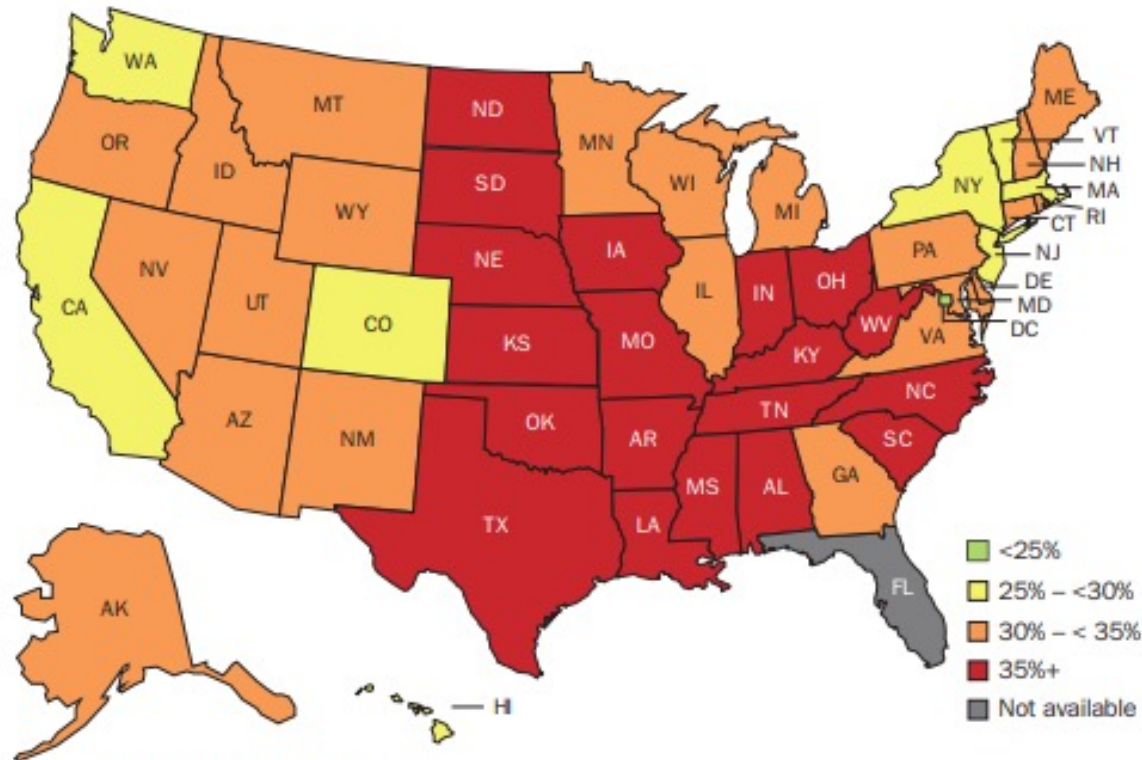 WA
MT
ND
MN
ME
VT
NH
OR
ID
SD
WI
NY
MA
RI
CT
WY
MI
IA
PA
NJ
NE
NV
OH
DE
UT
IL
IN
MD
CA
CO
DC
WV
VA
KS
MO
KY
NC
TN
AZ
OK
NM
AR
SC
GA
MS
AL
TX
LA
<25%
FL
25% – <30%
AK
30% – < 35%
35%+
HI
Not available